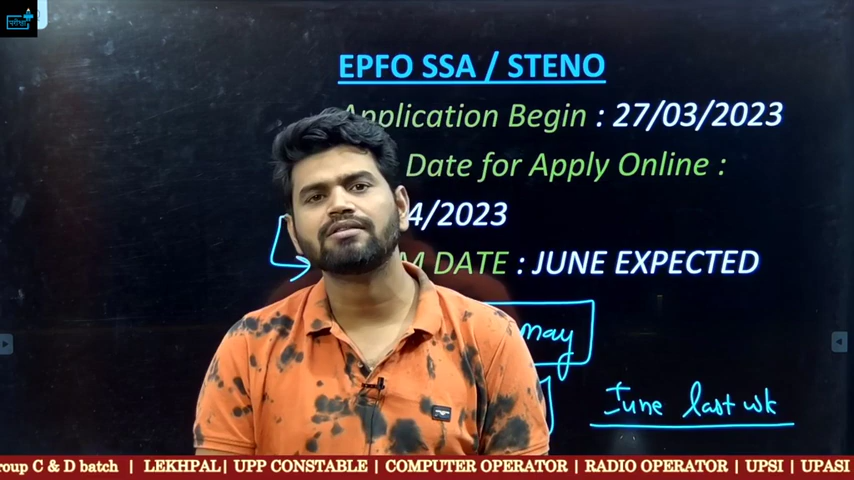 परीक्षा
EPFO SSA / STENO
Application Begin : 27/03/2023
Date for Apply Online :
4/2023
M DATE : JUNE EXPECTED
may
June last wk
roup C & D batch | LEKHPAL| UPP CONSTABLE | COMPUTER OPERATOR | RADIO OPERATOR | UPSI | UPASI